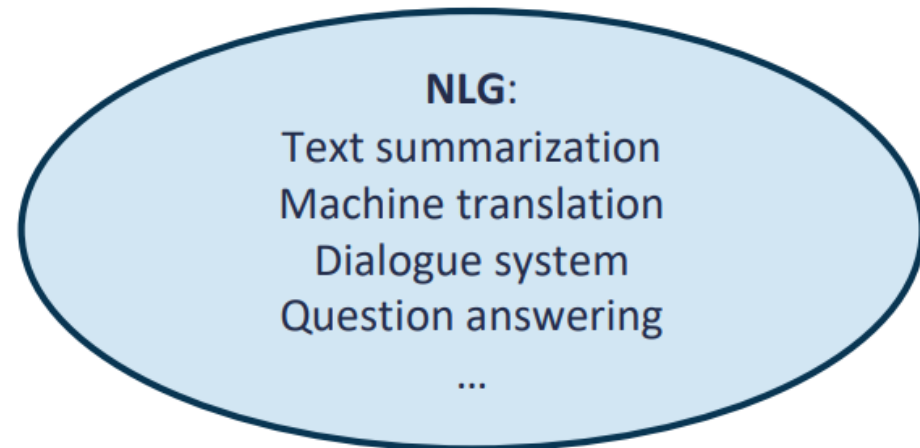 NLG:
Text summarization
Machine translation
Dialogue system
Question answering
...